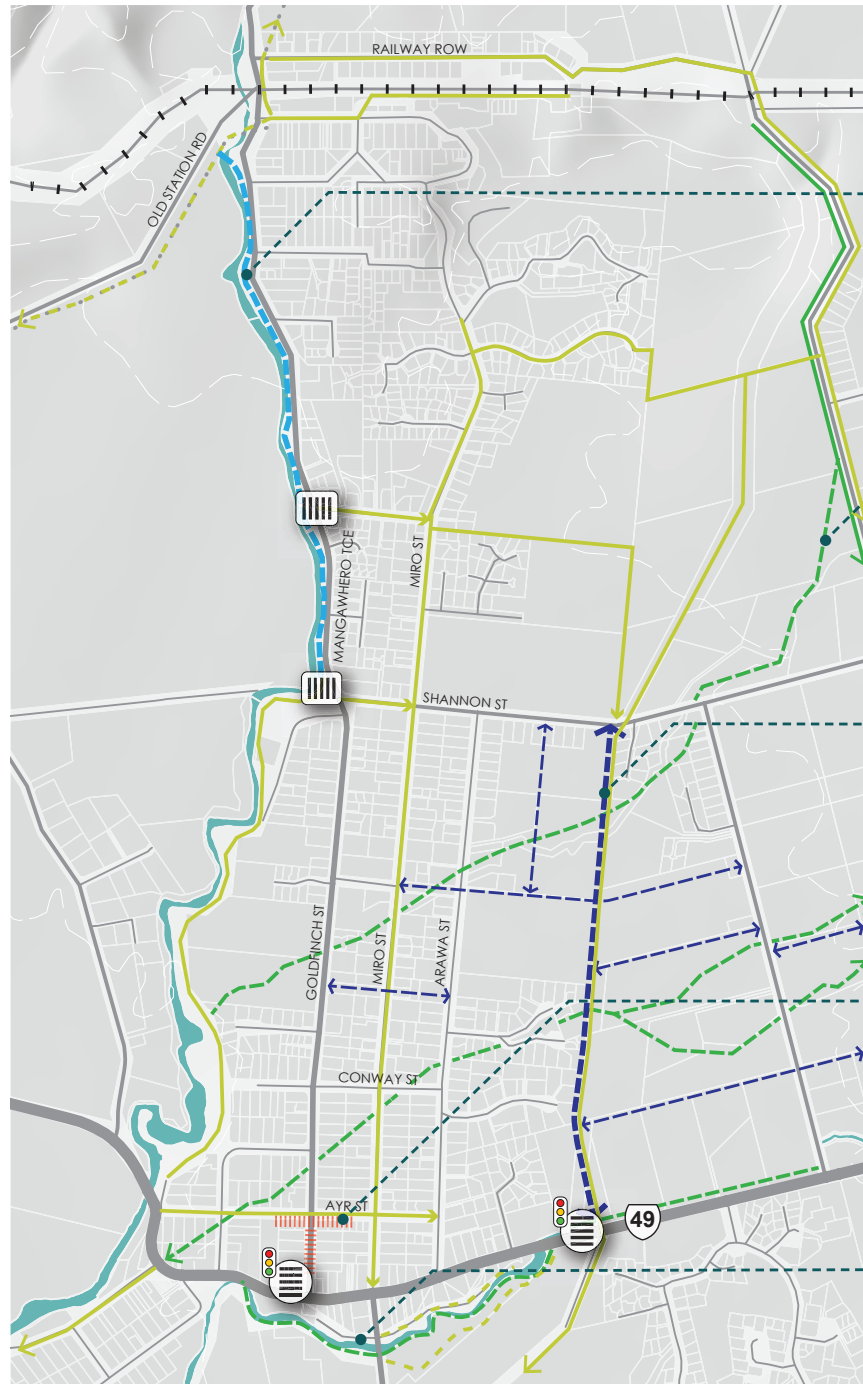 RAILWAY ROW
OLD STATION RD
MIRO ST
MANGAWHERO TCE
SHANNON ST
GOLDFINCH ST
MIRO ST
ARAWA ST
CONWAY ST
AYR ST
49